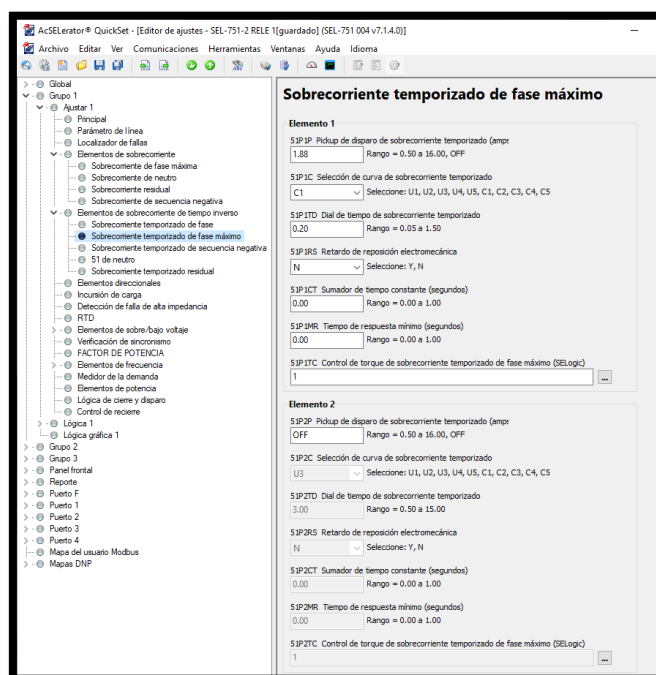 AcSELerator® QuickSet - [Editor de ajustes - SEL-751-2 RELE 1[guardado] (SEL-751 004 v7.1.4.0)]
Archivo Editar Ver Comunicaciones Herramientas Ventanas Ayuda Idioma
Global
Grupo 1
Ajustar 1
Principal
Parámetro de línea
Localizador de fallas
Elementos de sobrecorriente
Sobrecorriente de fase máxima
Sobrecorriente de neutro
Sobrecorriente residual
Sobrecorriente de secuencia negativa
Elementos de sobrecorriente de tiempo inverso
Sobrecorriente temporizado de fase
Sobrecorriente temporizado de fase máximo
Sobrecorriente temporizado de secuencia negativa
51 de neutro
Sobrecorriente temporizado residual
Elementos direccionales
Incursión de carga
Detección de falla de alta impedancia
RTD
Elementos de sobre/bajo voltaje
Verificación de sincronismo
FACTOR DE POTENCIA
Elementos de frecuencia
Medidor de la demanda
Elementos de potencia
Lógica de cierre y disparo
Control de recierre
Lógica 1
Lógica gráfica 1
Grupo 2
Grupo 3
Panel frontal
Reporte
Puerto F
Puerto 1
Puerto 2
Puerto 3
Puerto 4
Mapa del usuario Modbus
Mapas DNP
Sobrecorriente temporizado de fase máximo
Elemento 1
51P1P Pickup de disparo de sobrecorriente temporizado (amps
1.88 Rango = 0.50 a 16.00, OFF
51P1C Selección de curva de sobrecorriente temporizado
C1 Seleccione: U1, U2, U3, U4, U5, C1, C2, C3, C4, C5
51P1TD Dial de tiempo de sobrecorriente temporizado
0.20 Rango = 0.05 a 1.50
51P1RS Retardo de reposición electromecánica
N Seleccione: Y, N
51P1CT Sumador de tiempo constante (segundos)
0.00 Rango = 0.00 a 1.00
51P1MR Tiempo de respuesta mínimo (segundos)
0.00 Rango = 0.00 a 1.00
51P1TC Control de torque de sobrecorriente temporizado de fase máximo (SELogic)
1 ...
Elemento 2
51P2P Pickup de disparo de sobrecorriente temporizado (amps
OFF Rango = 0.50 a 16.00, OFF
51P2C Selección de curva de sobrecorriente temporizado
U3 Seleccione: U1, U2, U3, U4, U5, C1, C2, C3, C4, C5
51P2TD Dial de tiempo de sobrecorriente temporizado
3.00 Rango = 0.50 a 15.00
51P2RS Retardo de reposición electromecánica
N Seleccione: Y, N
51P2CT Sumador de tiempo constante (segundos)
0.00 Rango = 0.00 a 1.00
51P2MR Tiempo de respuesta mínimo (segundos)
0.00 Rango = 0.00 a 1.00
51P2TC Control de torque de sobrecorriente temporizado de fase máximo (SELogic)
1 ...